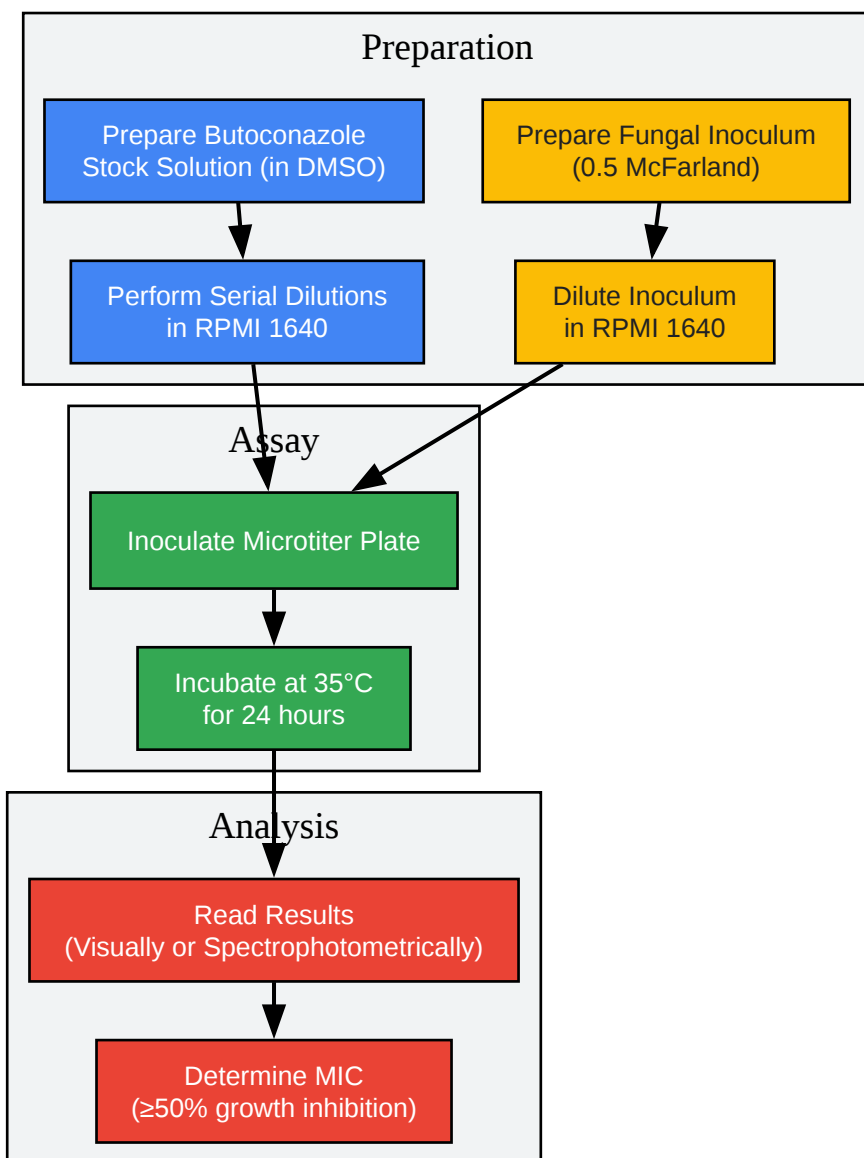 Preparation
Prepare Butoconazole
Stock Solution (in DMSO)
Prepare Fungal Inoculum
(0.5 McFarland)
Perform Serial Dilutions
in RPMI 1640
Dilute Inoculum
in RPMI 1640
Assay
Inoculate Microtiter Plate
Incubate at 35°C
for 24 hours
Analysis
Read Results
(Visually or Spectrophotometrically)
Determine MIC
(≥50% growth inhibition)